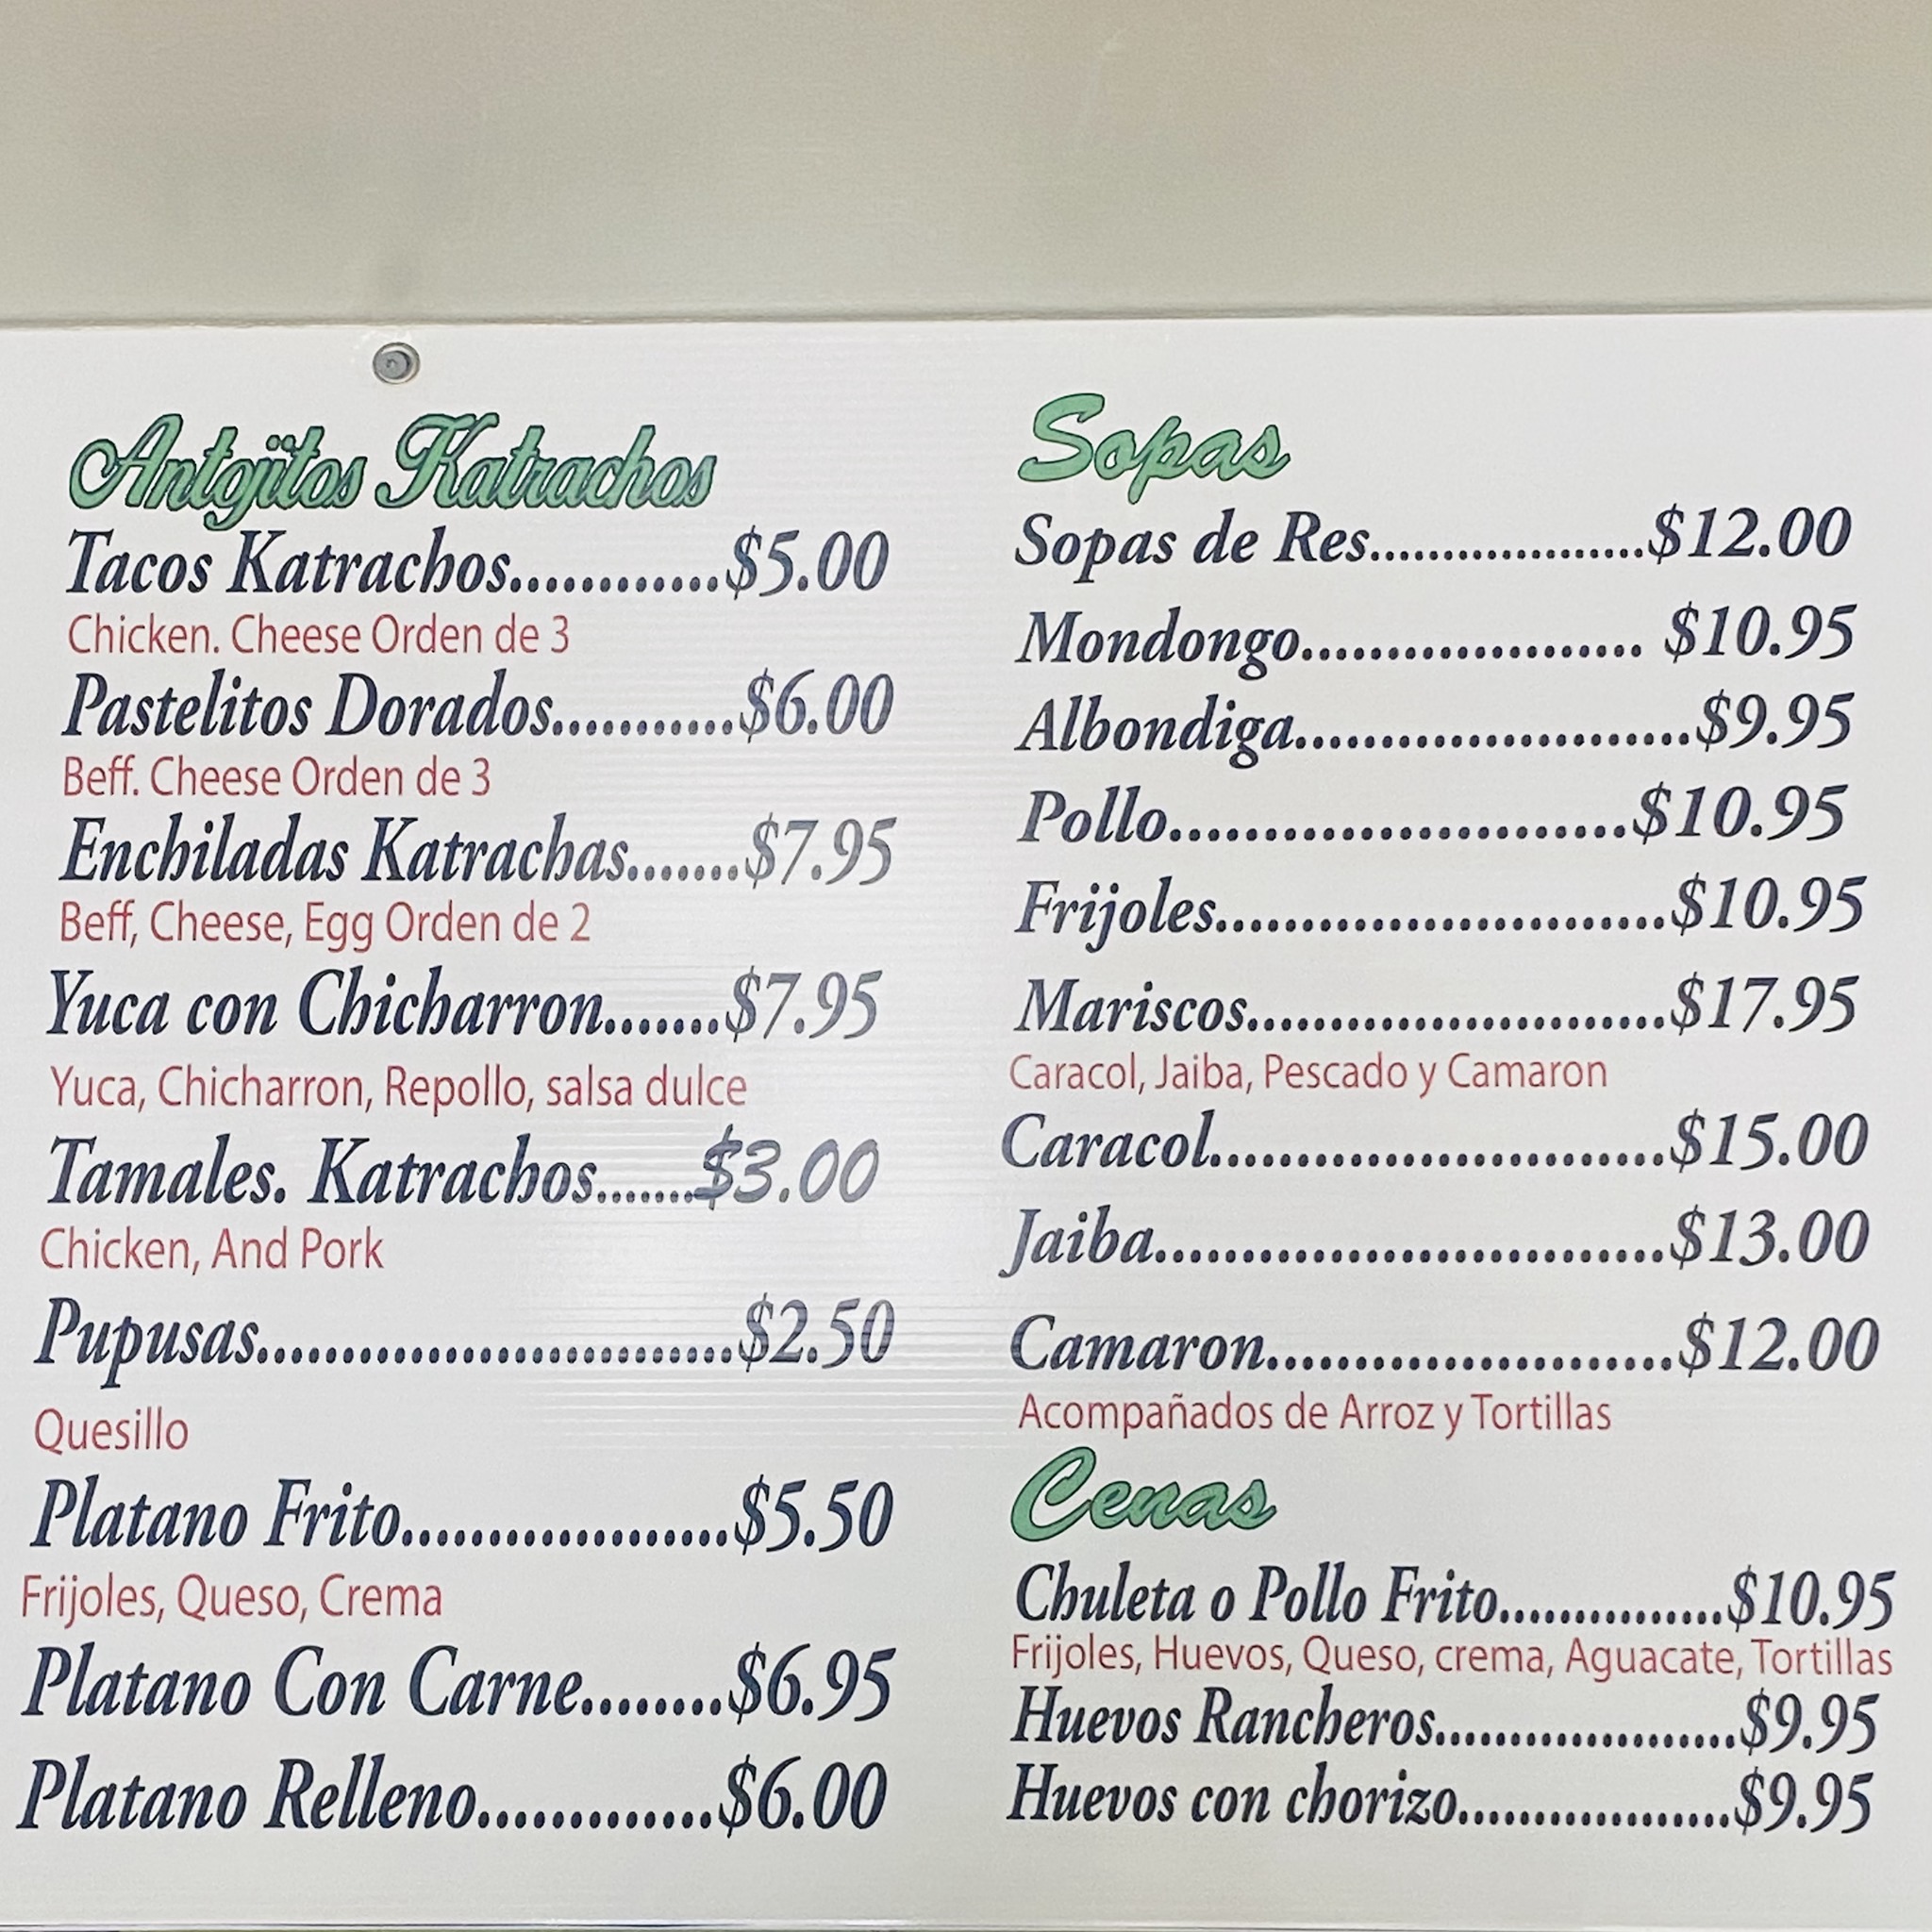 Antojitos Katrachos
Tacos Katrachos............$5.00
Chicken. Cheese Orden de 3
Pastelitos Dorados...........$6.00
Beff. Cheese Orden de 3
Enchiladas Katrachas.......$7.95
Beff, Cheese, Egg Orden de 2
Yuca con Chicharron.......$7.95
Yuca, Chicharron, Repollo, salsa dulce
Tamales. Katrachos.......$3.00
Chicken, And Pork
Pupusas............................$2.50
Quesillo
Platano Frito...................$5.50
Frijoles, Queso, Crema
Platano Con Carne........$6.95
Platano Relleno.............$6.00
Sopas
Sopas de Res...................$12.00
Mondongo..................... $10.95
Albondiga........................$9.95
Pollo..........................$10.95
Frijoles............................$10.95
Mariscos..........................$17.95
Caracol, Jaiba, Pescado y Camaron
Caracol............................$15.00
Jaiba..............................$13.00
Camaron.......................$12.00
Acompañados de Arroz y Tortillas
Cenas
Chuleta o Pollo Frito...............$10.95
Frijoles, Huevos, Queso, crema, Aguacate, Tortillas
Huevos Rancheros....................$9.95
Huevos con chorizo..................$9.95